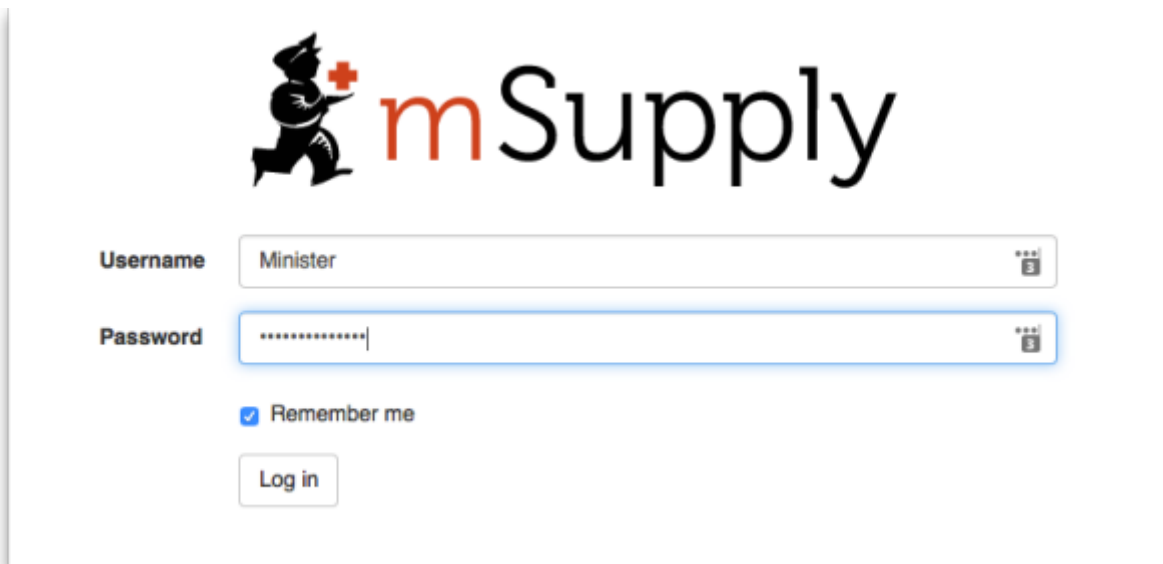 mSupply
Username Minister
Password ••••••••••••••
Remember me
Log in